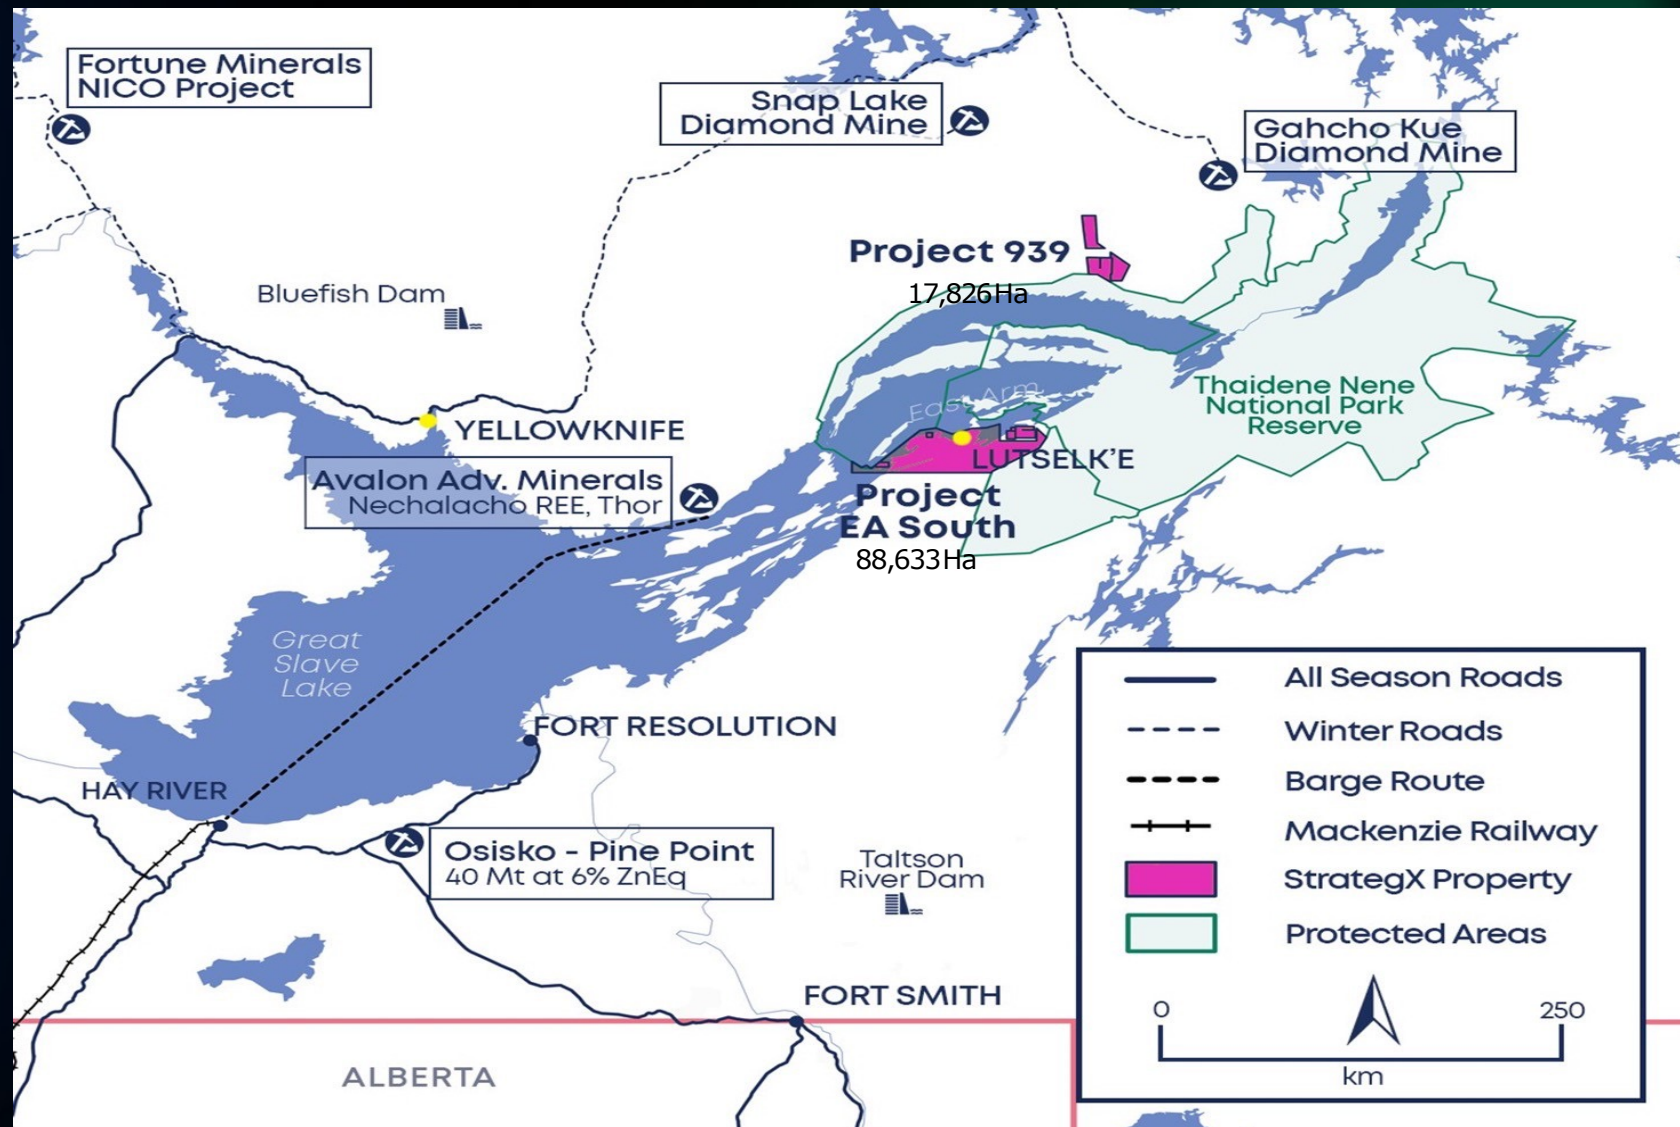 Fortune Minerals
NICO Project
Snap Lake
Diamond Mine
Gahcho Kue
Diamond Mine
Project 939
17,826Ha
Bluefish Dam
East Arm
Thaidene Nene
National Park
Reserve
YELLOWKNIFE
LUTSELK'E
Avalon Adv. Minerals
Nechalacho REE, Thor
Project
EA South
88,633Ha
Great
Slave
Lake
FORT RESOLUTION
HAY RIVER
Osisko - Pine Point
40 Mt at 6% ZnEq
Taltson
River Dam
FORT SMITH
ALBERTA
All Season Roads
Winter Roads
Barge Route
Mackenzie Railway
StrategX Property
Protected Areas
0 250
km